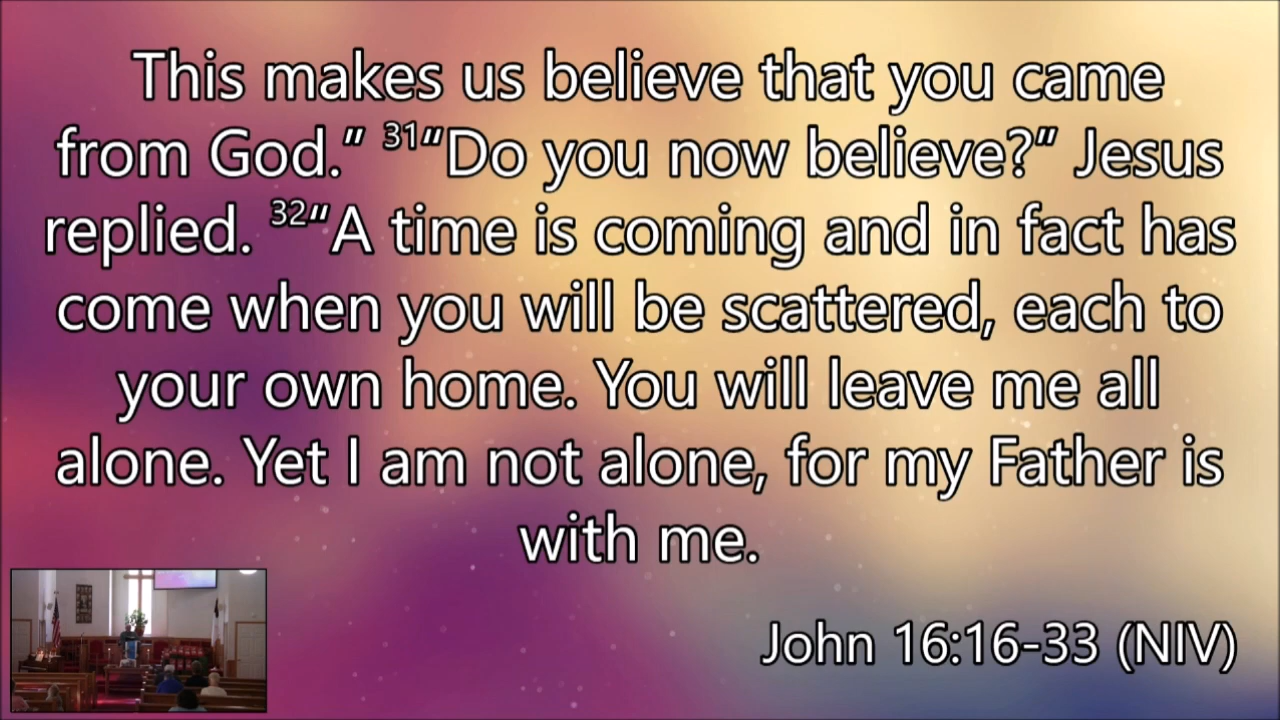 This makes us believe that you came
from God.” ³¹“Do you now believe?” Jesus
replied. ³²“A time is coming and in fact has
come when you will be scattered, each to
your own home. You will leave me all
alone. Yet I am not alone, for my Father is
with me.
John 16:16-33 (NIV)